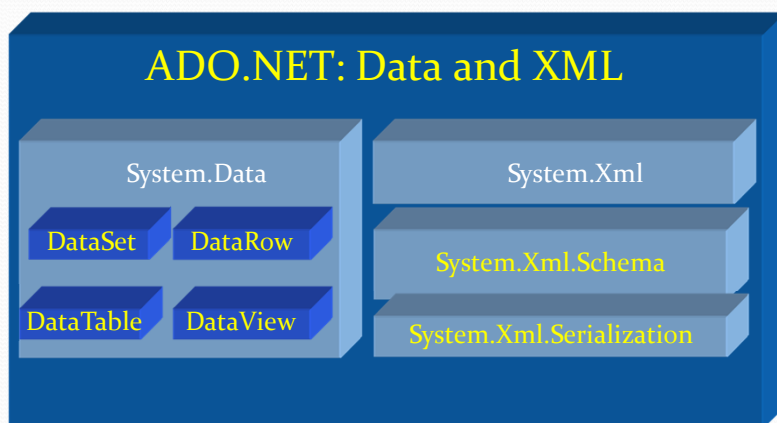 ADO.NET: Data and XML
System.Data
DataSet
DataRow
DataTable
DataView
System.Xml
System.Xml.Schema
System.Xml.Serialization